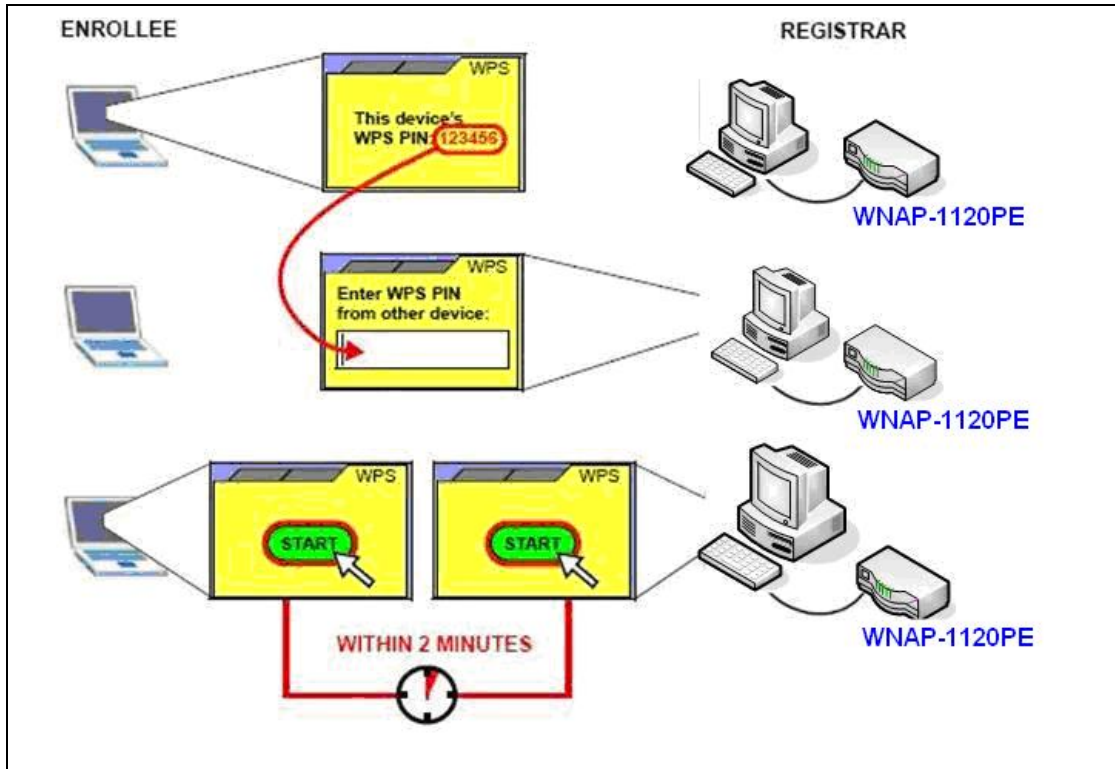 ENROLLEE
REGISTRAR
WPS
This device's
WPS PIN: 123456
WNAP-1120PE
WPS
Enter WPS PIN
from other device:
WNAP-1120PE
WPS
START
WPS
START
WNAP-1120PE
WITHIN 2 MINUTES